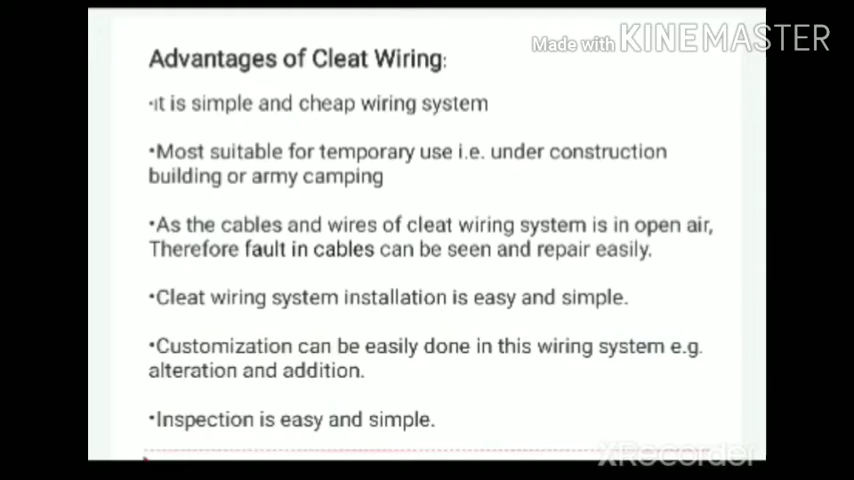 Made with KINEMASTER
Advantages of Cleat Wiring:
•It is simple and cheap wiring system
•Most suitable for temporary use i.e. under construction
building or army camping
•As the cables and wires of cleat wiring system is in open air,
Therefore fault in cables can be seen and repair easily.
•Cleat wiring system installation is easy and simple.
•Customization can be easily done in this wiring system e.g.
alteration and addition.
•Inspection is easy and simple.
XRecorder